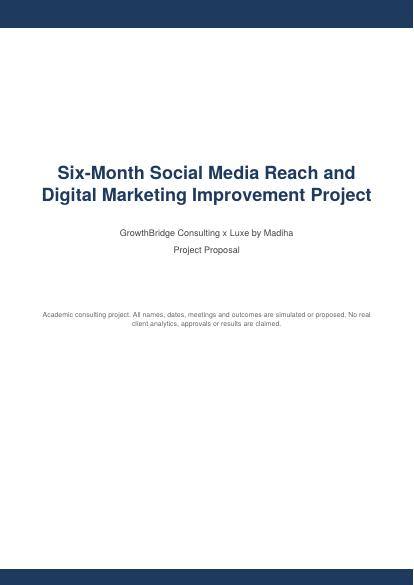 Six-Month Social Media Reach and
Digital Marketing Improvement Project
GrowthBridge Consulting x Luxe by Madiha
Project Proposal
Academic consulting project. All names, dates, meetings and outcomes are simulated or proposed. No real
client analytics, approvals or results are claimed.